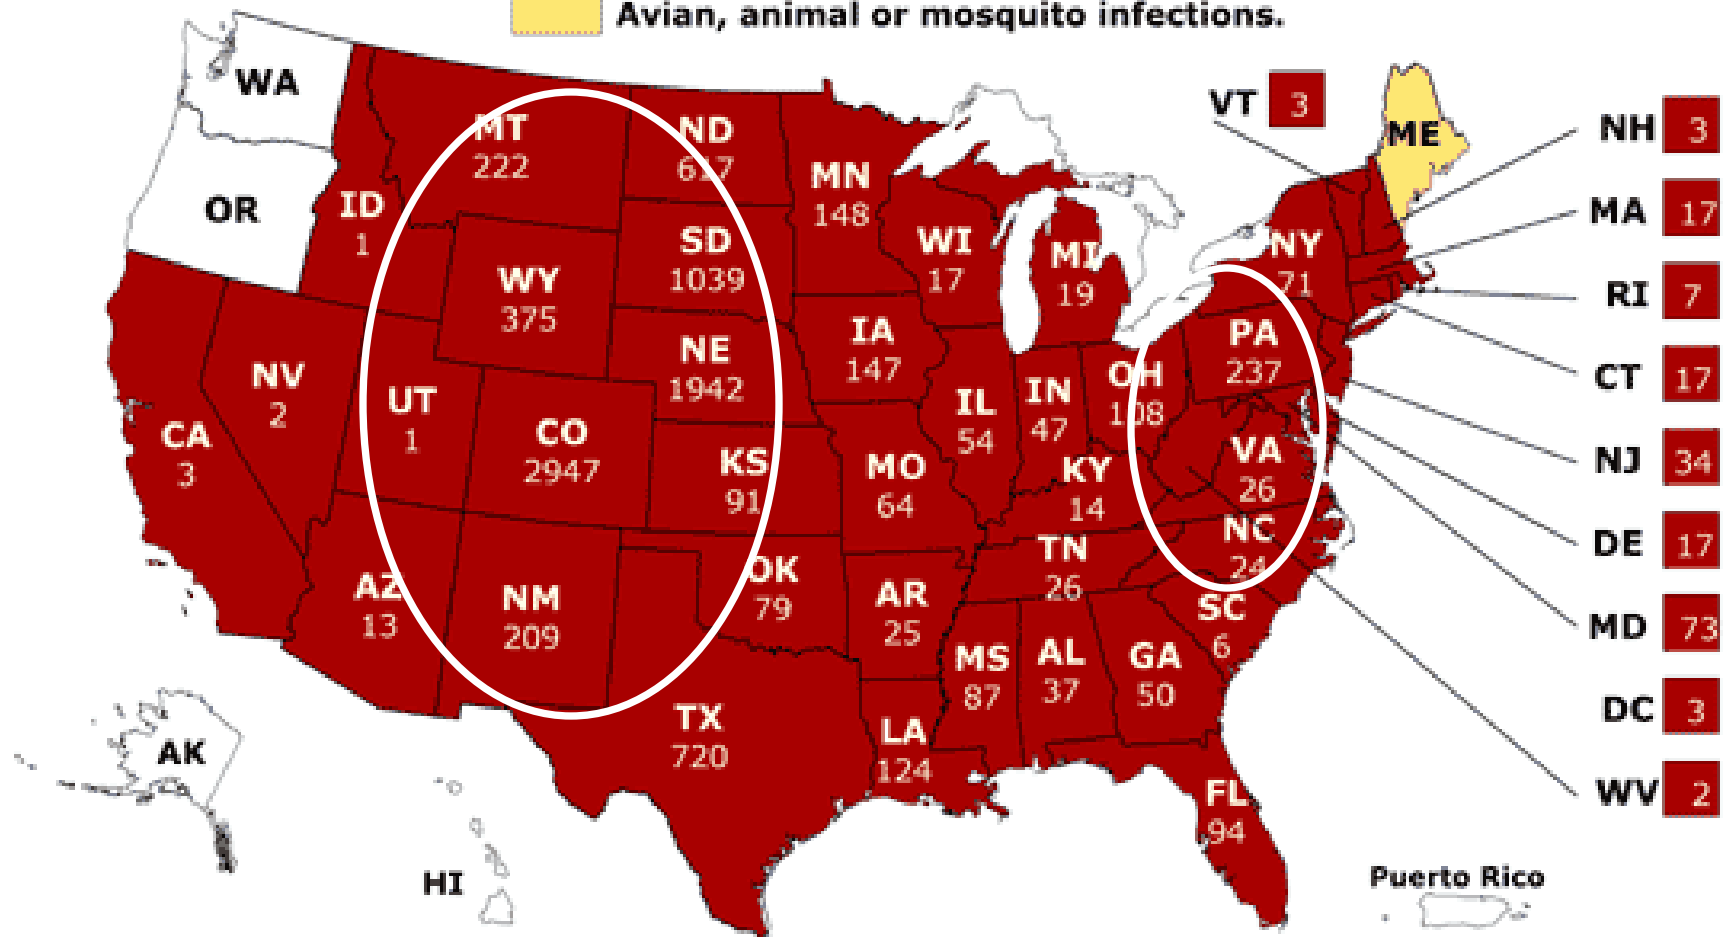 Avian, animal or mosquito infections.
WA
OR
MT
222
ND
617
ID
1
MN
148
VT 3
ME
NH 3
MA 17
RI 7
CT 17
NJ 34
DE 17
MD 73
DC 3
WV 2
WY
375
SD
1039
WI
17
MI
19
NY
71
NE
1942
IA
147
PA
237
NV
2
UT
1
CO
2947
IL
54
IN
47
OH
108
CA
3
KS
91
MO
64
KY
14
VA
26
AZ
13
NM
209
OK
79
AR
25
TN
26
NC
24
SC
6
MS
87
AL
37
GA
50
TX
720
LA
124
FL
94
AK
HI
Puerto Rico